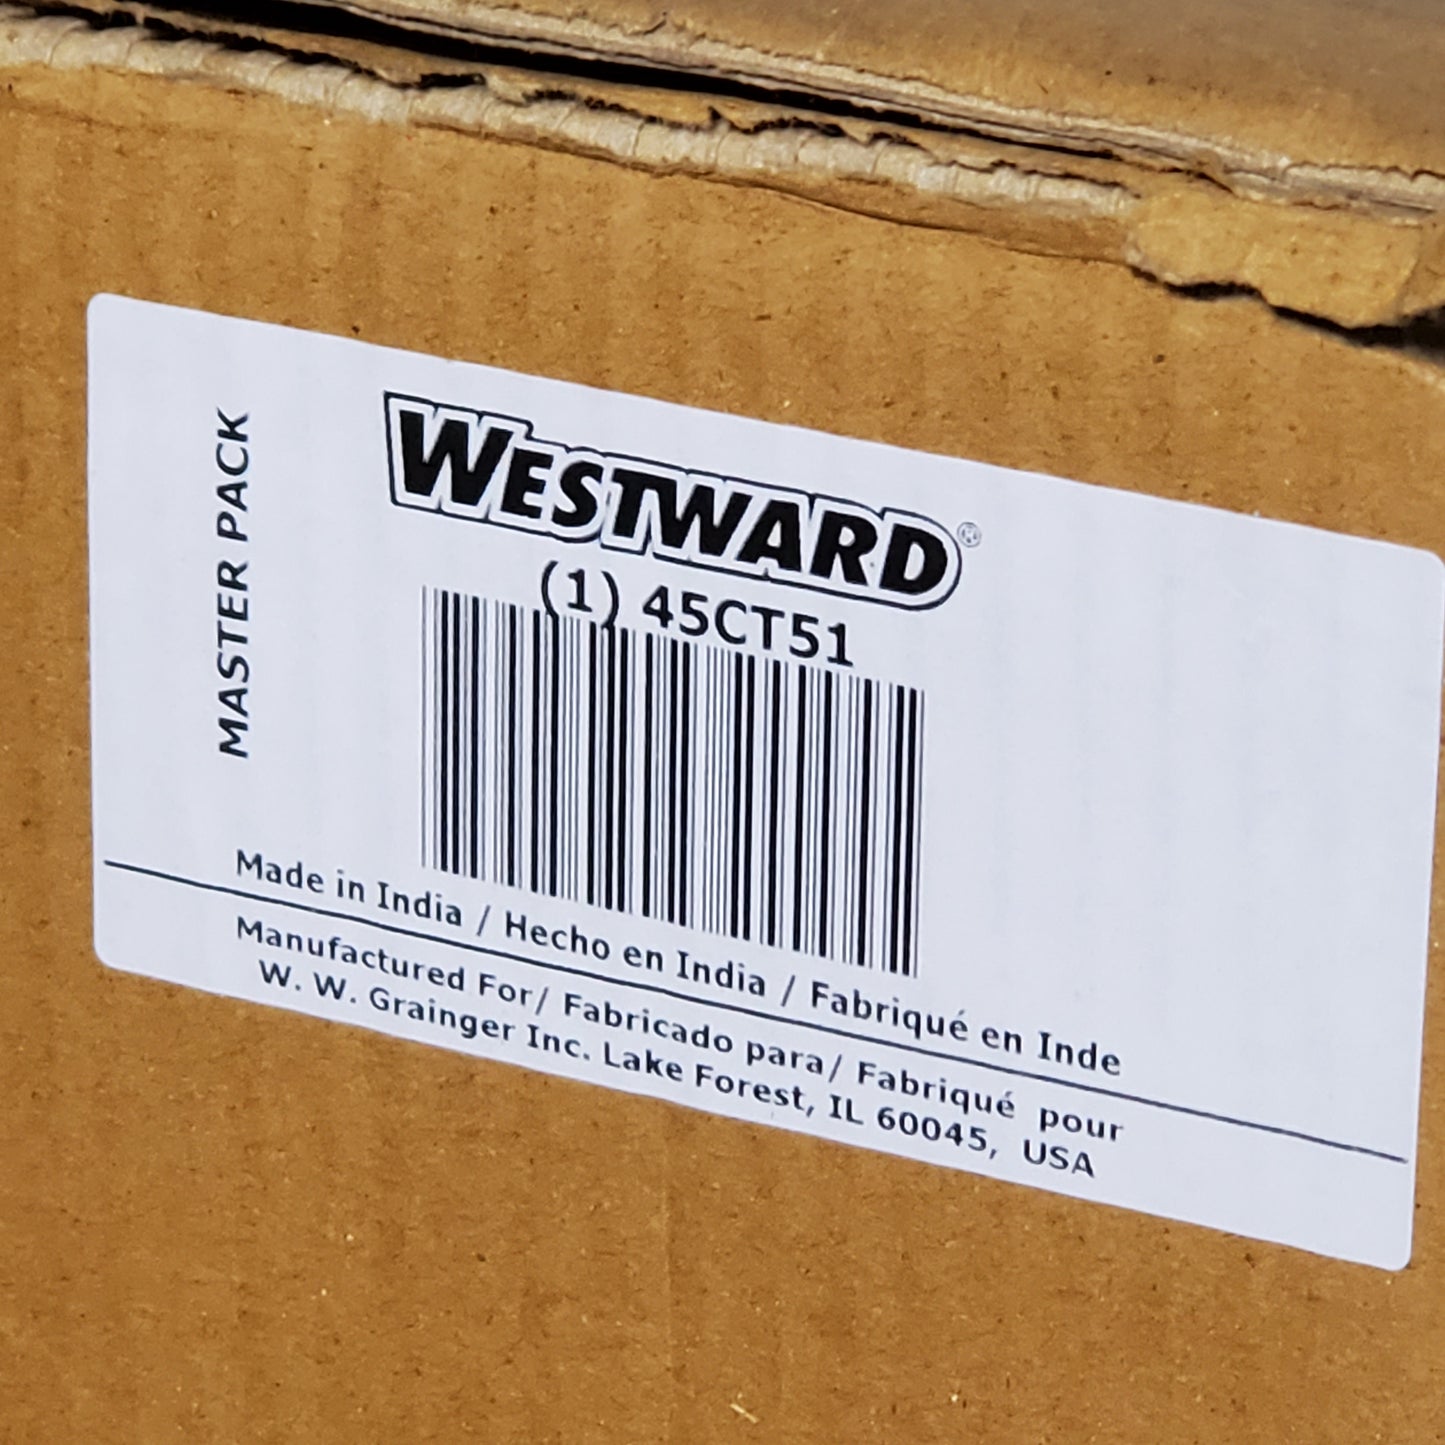 MASTER PACK
WESTWARD®
(1) 45CT51
Made in India / Hecho en India / Fabriqué en Inde
Manufactured For/ Fabricado para/ Fabriqué pour
W. W. Grainger Inc. Lake Forest, IL 60045, USA